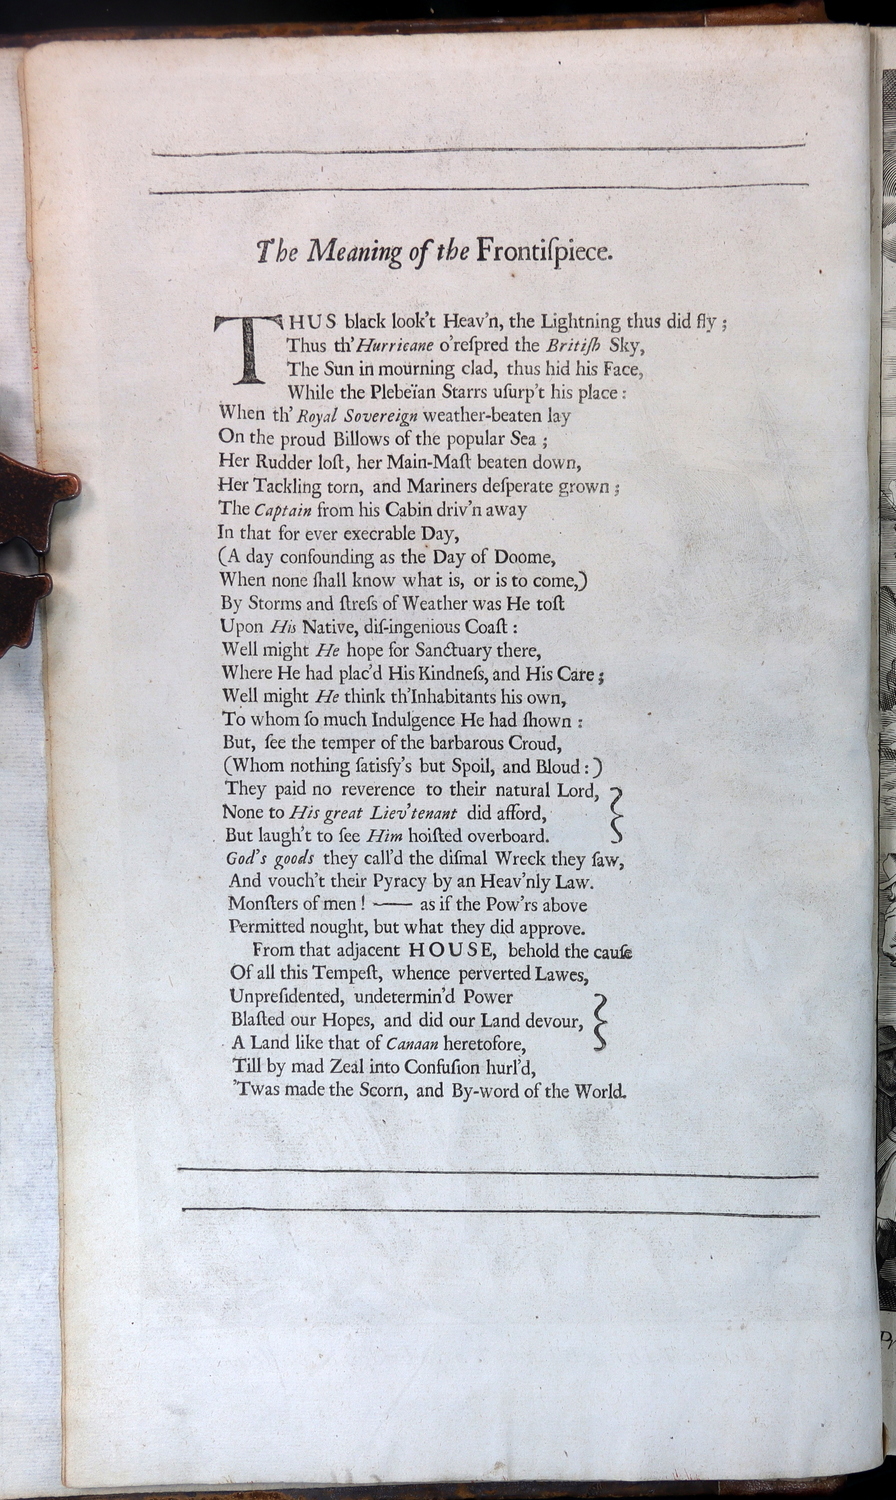 The Meaning of the Frontiſpiece.
THUS black look't Heav'n, the Lightning thus did fly ;
Thus th' Hurricane o'reſpred the Britiſh Sky,
The Sun in mourning clad, thus hid his Face,
While the Plebeïan Starrs uſurp't his place :
When th' Royal Sovereign weather-beaten lay
On the proud Billows of the popular Sea ;
Her Rudder loſt, her Main-Maſt beaten down,
Her Tackling torn, and Mariners deſperate grown ;
The Captain from his Cabin driv'n away
In that for ever execrable Day,
(A day confounding as the Day of Doome,
When none ſhall know what is, or is to come,)
By Storms and ſtreſs of Weather was He toſt
Upon His Native, diſ-ingenious Coaſt :
Well might He hope for Sanctuary there,
Where He had plac'd His Kindneſs, and His Care ;
Well might He think th'Inhabitants his own,
To whom ſo much Indulgence He had ſhown :
But, ſee the temper of the barbarous Croud,
(Whom nothing ſatisfy's but Spoil, and Bloud :)
They paid no reverence to their natural Lord,
None to His great Liev'tenant did afford,
But laugh't to ſee Him hoiſted overboard.
God's goods they call'd the diſmal Wreck they ſaw,
And vouch't their Pyracy by an Heav'nly Law.
Monſters of men ! —— as if the Pow'rs above
Permitted nought, but what they did approve.
From that adjacent HOUSE, behold the cauſe
Of all this Tempeſt, whence perverted Lawes,
Unpreſidented, undetermin'd Power
Blaſted our Hopes, and did our Land devour,
A Land like that of Canaan heretofore,
Till by mad Zeal into Confuſion hurl'd,
'Twas made the Scorn, and By-word of the World.